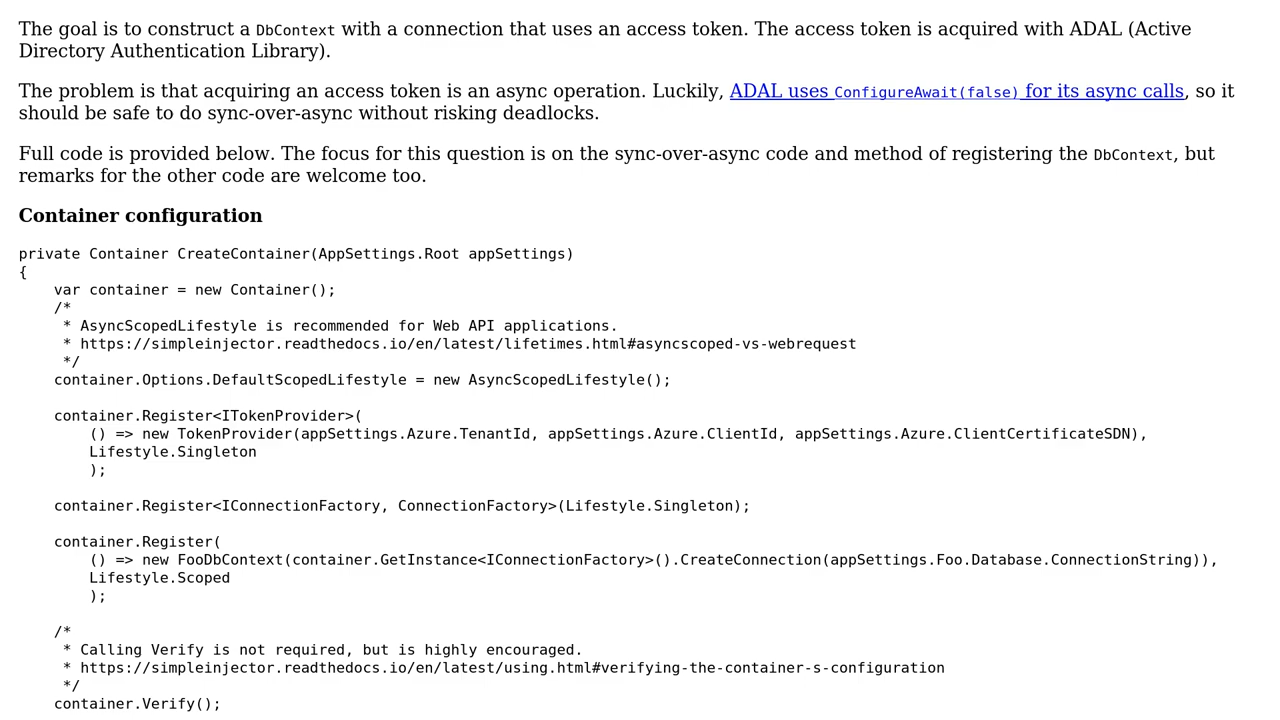 The goal is to construct a DbContext with a connection that uses an access token. The access token is acquired with ADAL (Active
Directory Authentication Library).
The problem is that acquiring an access token is an async operation. Luckily, ADAL uses ConfigureAwait(false) for its async calls, so it
should be safe to do sync-over-async without risking deadlocks.
Full code is provided below. The focus for this question is on the sync-over-async code and method of registering the DbContext, but
remarks for the other code are welcome too.
Container configuration
private Container CreateContainer(AppSettings.Root appSettings)
{
    var container = new Container();
    /*
     * AsyncScopedLifestyle is recommended for Web API applications.
     * https://simpleinjector.readthedocs.io/en/latest/lifetimes.html#asyncscoped-vs-webrequest
     */
    container.Options.DefaultScopedLifestyle = new AsyncScopedLifestyle();
    container.Register<ITokenProvider>(
        () => new TokenProvider(appSettings.Azure.TenantId, appSettings.Azure.ClientId, appSettings.Azure.ClientCertificateSDN),
        Lifestyle.Singleton
        );
    container.Register<IConnectionFactory, ConnectionFactory>(Lifestyle.Singleton);
    container.Register(
        () => new FooDbContext(container.GetInstance<IConnectionFactory>().CreateConnection(appSettings.Foo.Database.ConnectionString)),
        Lifestyle.Scoped
        );
    /*
     * Calling Verify is not required, but is highly encouraged.
     * https://simpleinjector.readthedocs.io/en/latest/using.html#verifying-the-container-s-configuration
     */
    container.Verify();